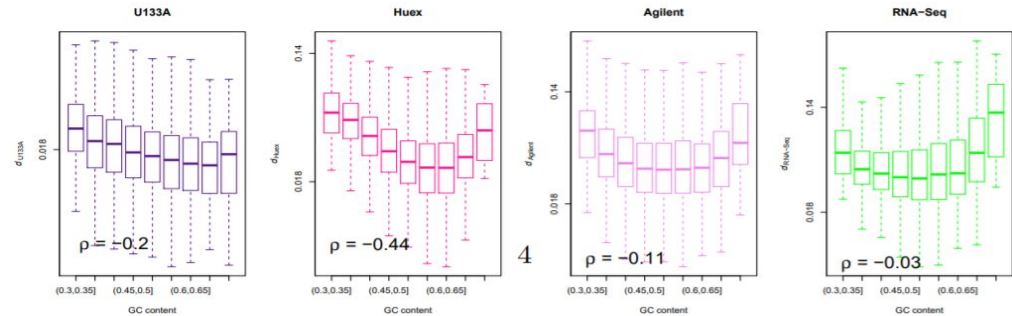 U133A
Huex
Agilent
RNA-Seq
dU133A
0.018
ρ = −0.2
(0.3,0.35] (0.45,0.5] (0.6,0.65]
GC content
dHuex
0.14
0.018
ρ = −0.44
(0.3,0.35] (0.45,0.5] (0.6,0.65]
GC content
4
dAgilent
0.14
0.018
ρ = −0.11
(0.3,0.35] (0.45,0.5] (0.6,0.65]
GC content
dRNA−Seq
0.14
0.018
ρ = −0.03
(0.3,0.35] (0.45,0.5] (0.6,0.65]
GC content